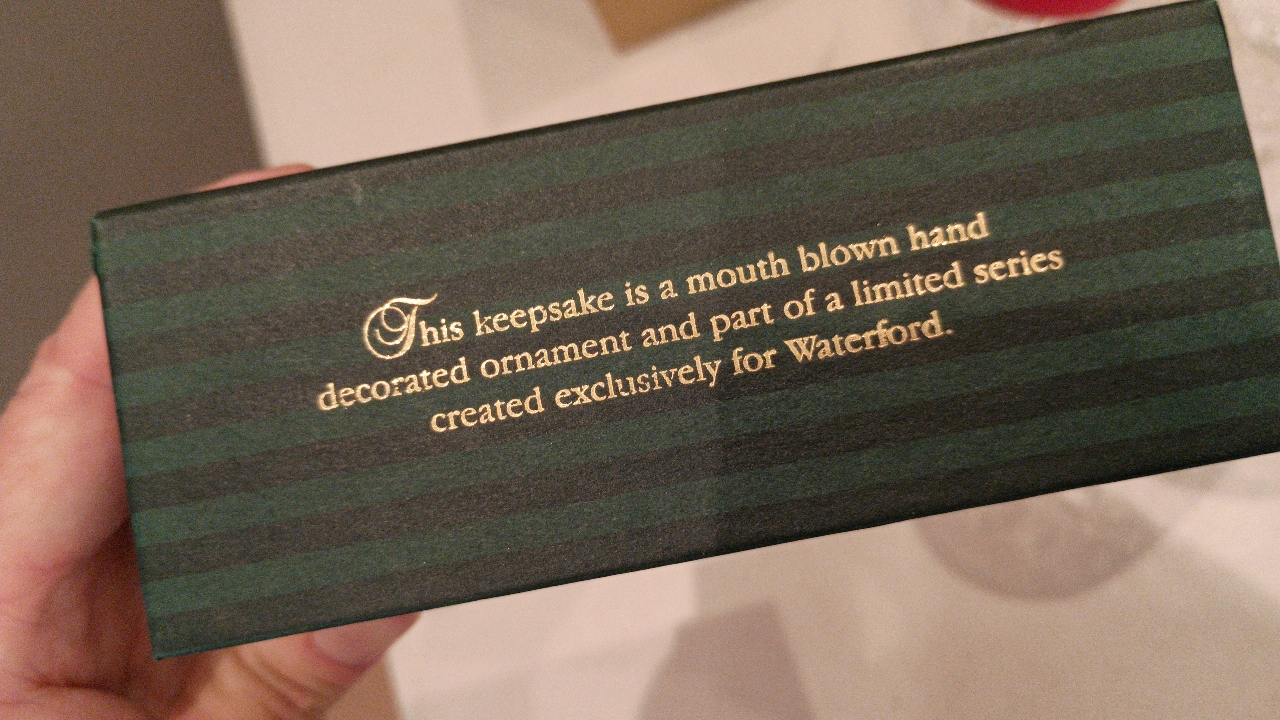 This keepsake is a mouth blown hand
decorated ornament and part of a limited series
created exclusively for Waterford.